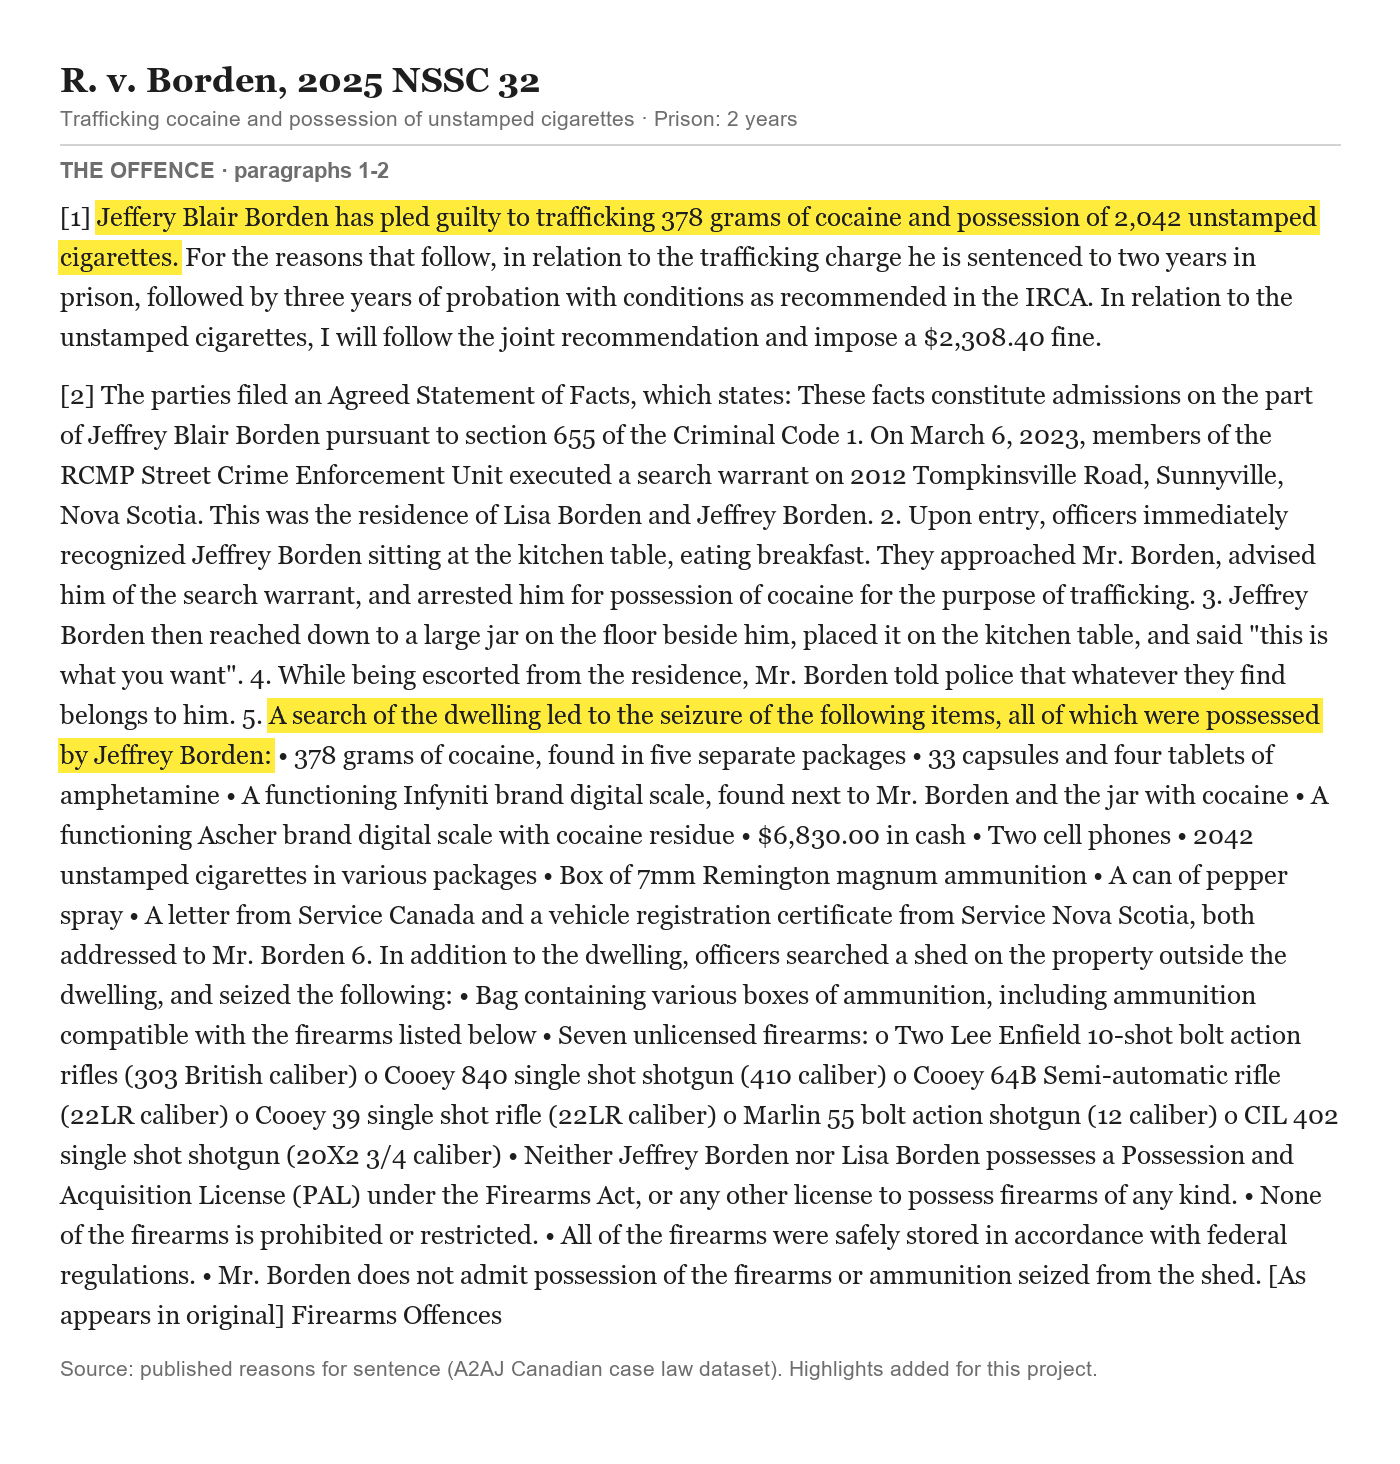 R. v. Borden, 2025 NSSC 32
Trafficking cocaine and possession of unstamped cigarettes · Prison: 2 years
THE OFFENCE · paragraphs 1-2
[1] Jeffery Blair Borden has pled guilty to trafficking 378 grams of cocaine and possession of 2,042 unstamped
cigarettes. For the reasons that follow, in relation to the trafficking charge he is sentenced to two years in
prison, followed by three years of probation with conditions as recommended in the IRCA. In relation to the
unstamped cigarettes, I will follow the joint recommendation and impose a $2,308.40 fine.
[2] The parties filed an Agreed Statement of Facts, which states: These facts constitute admissions on the part
of Jeffrey Blair Borden pursuant to section 655 of the Criminal Code 1. On March 6, 2023, members of the
RCMP Street Crime Enforcement Unit executed a search warrant on 2012 Tompkinsville Road, Sunnyville,
Nova Scotia. This was the residence of Lisa Borden and Jeffrey Borden. 2. Upon entry, officers immediately
recognized Jeffrey Borden sitting at the kitchen table, eating breakfast. They approached Mr. Borden, advised
him of the search warrant, and arrested him for possession of cocaine for the purpose of trafficking. 3. Jeffrey
Borden then reached down to a large jar on the floor beside him, placed it on the kitchen table, and said "this is
what you want". 4. While being escorted from the residence, Mr. Borden told police that whatever they find
belongs to him. 5. A search of the dwelling led to the seizure of the following items, all of which were possessed
by Jeffrey Borden: • 378 grams of cocaine, found in five separate packages • 33 capsules and four tablets of
amphetamine • A functioning Infyniti brand digital scale, found next to Mr. Borden and the jar with cocaine • A
functioning Ascher brand digital scale with cocaine residue • $6,830.00 in cash • Two cell phones • 2042
unstamped cigarettes in various packages • Box of 7mm Remington magnum ammunition • A can of pepper
spray • A letter from Service Canada and a vehicle registration certificate from Service Nova Scotia, both
addressed to Mr. Borden 6. In addition to the dwelling, officers searched a shed on the property outside the
dwelling, and seized the following: • Bag containing various boxes of ammunition, including ammunition
compatible with the firearms listed below • Seven unlicensed firearms: o Two Lee Enfield 10-shot bolt action
rifles (303 British caliber) o Cooey 840 single shot shotgun (410 caliber) o Cooey 64B Semi-automatic rifle
(22LR caliber) o Cooey 39 single shot rifle (22LR caliber) o Marlin 55 bolt action shotgun (12 caliber) o CIL 402
single shot shotgun (20X2 3/4 caliber) • Neither Jeffrey Borden nor Lisa Borden possesses a Possession and
Acquisition License (PAL) under the Firearms Act, or any other license to possess firearms of any kind. • None
of the firearms is prohibited or restricted. • All of the firearms were safely stored in accordance with federal
regulations. • Mr. Borden does not admit possession of the firearms or ammunition seized from the shed. [As
appears in original] Firearms Offences
Source: published reasons for sentence (A2AJ Canadian case law dataset). Highlights added for this project.